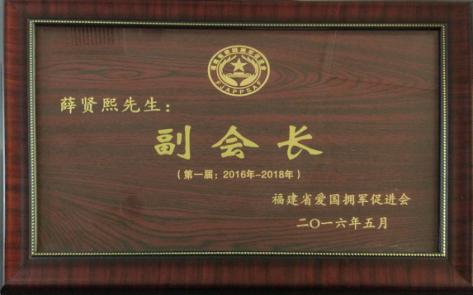 薛贤熙先生：
副会长
（第一届：2016年-2018年）
福建省爱国拥军促进会
二〇一六年五月